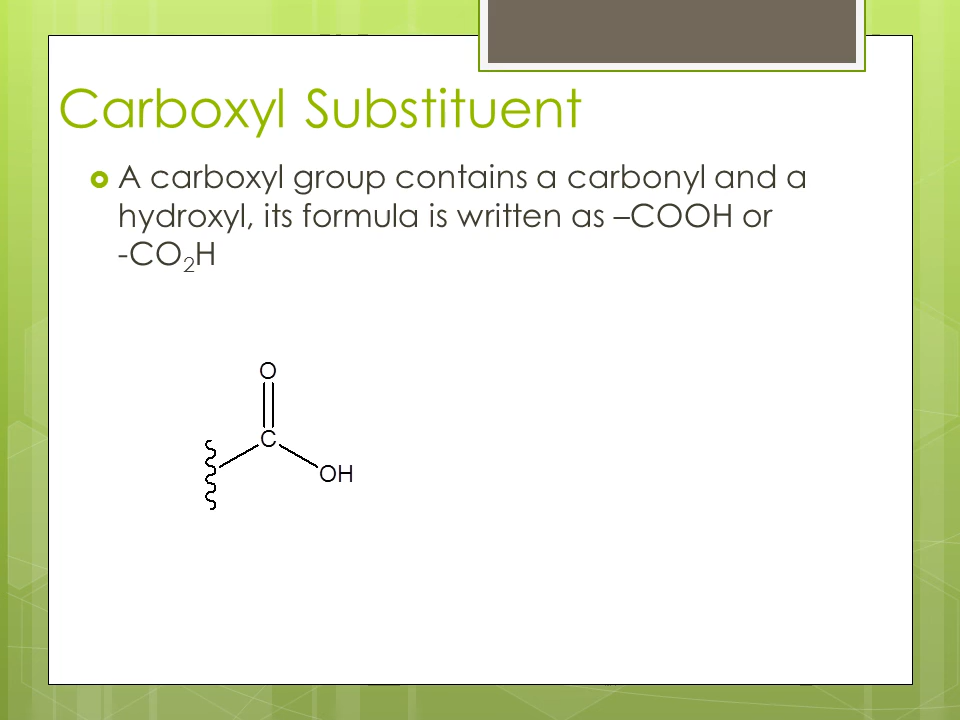 Carboxyl Substituent
A carboxyl group contains a carbonyl and a
hydroxyl, its formula is written as –COOH or
-CO₂H
O
C
OH